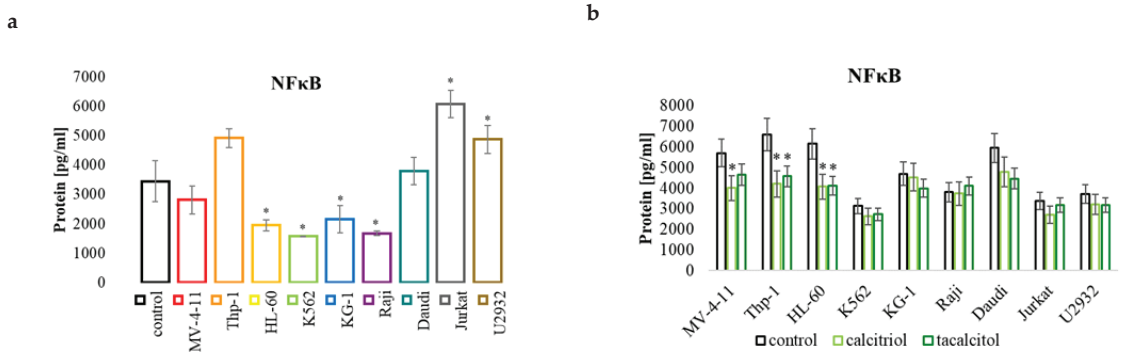 a
NFκB
Protein [pg/ml]
7000
6000
5000
4000
3000
2000
1000
0
*
*
*
*
*
*
control
MV-4-11
Thp-1
HL-60
K562
KG-1
Raji
Daudi
Jurkat
U2932
b
NFκB
Protein [pg/ml]
8000
7000
6000
5000
4000
3000
2000
1000
0
*
* *
* *
MV-4-11
Thp-1
HL-60
K562
KG-1
Raji
Daudi
Jurkat
U2932
control calcitriol tacalcitol